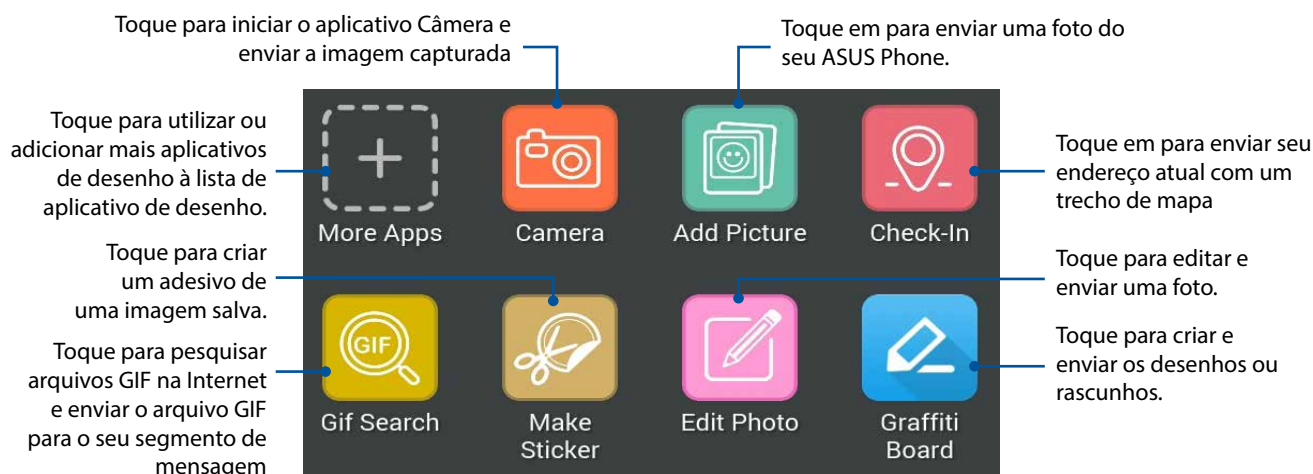 Toque para iniciar o aplicativo Câmera e
enviar a imagem capturada
Toque em para enviar uma foto do
seu ASUS Phone.
Toque para utilizar ou
adicionar mais aplicativos
de desenho à lista de
aplicativo de desenho.
Toque em para enviar seu
endereço atual com um
trecho de mapa
More Apps
Camera
Add Picture
Check-In
Toque para criar
um adesivo de
uma imagem salva.
Toque para editar e
enviar uma foto.
Toque para pesquisar
arquivos GIF na Internet
e enviar o arquivo GIF
para o seu segmento de
mensagem
Toque para criar e
enviar os desenhos ou
rascunhos.
GIF
Gif Search
Make
Sticker
Edit Photo
Graffiti
Board